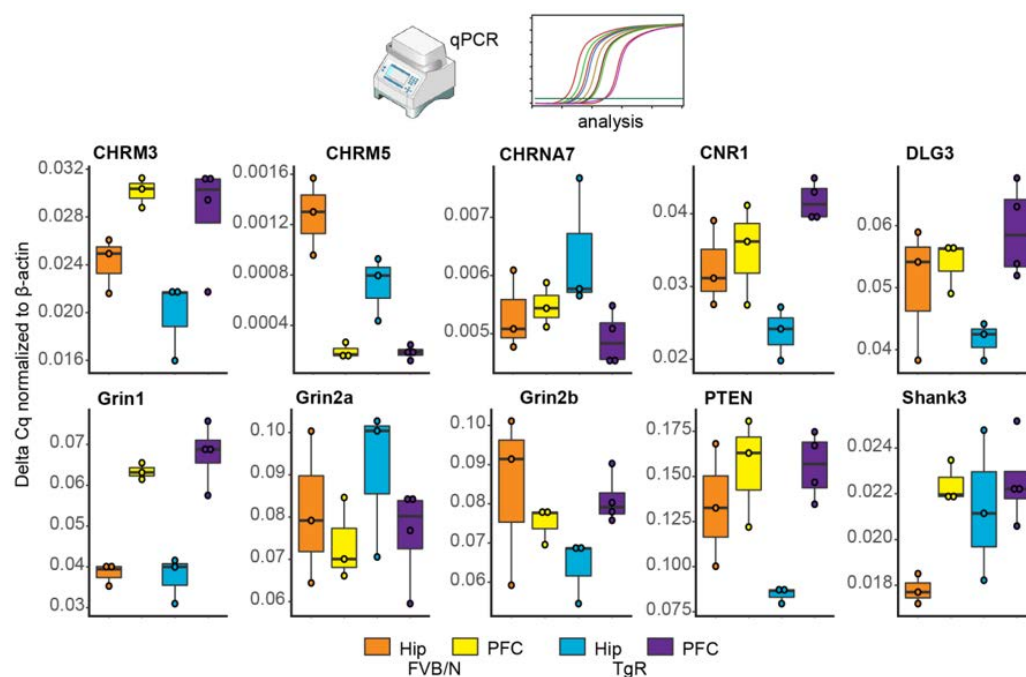 qPCR
analysis
Delta Cq normalized to β-actin
CHRM3
0.032
0.028
0.024
0.020
0.016
CHRM5
0.0016
0.0012
0.0008
0.0004
CHRNA7
0.007
0.006
0.005
CNR1
0.04
0.03
0.02
DLG3
0.06
0.05
0.04
Grin1
0.07
0.06
0.05
0.04
0.03
Grin2a
0.10
0.09
0.08
0.07
0.06
Grin2b
0.10
0.09
0.08
0.06
PTEN
0.175
0.150
0.125
0.100
0.075
Shank3
0.024
0.022
0.020
0.018
Hip PFC Hip PFC
FVB/N TgR